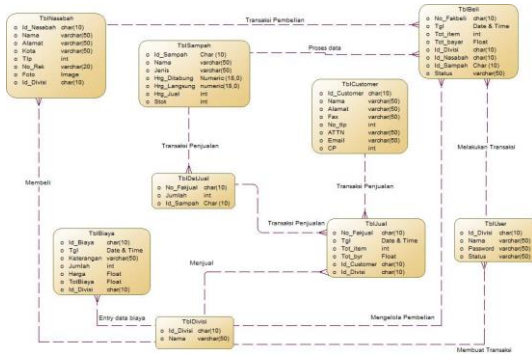 TblNasabah
Id_Nasabah char(10)
Nama varchar(50)
Alamat varchar(50)
Kota varchar(50)
Tlp int
No_Rek varchar(20)
Foto Image
Id_Divisi char(10)
Transaksi Pembelian
TblBeli
No_Fakbeli char(10)
Tgl Date & Time
Tot_item int
Tot_bayar Float
Id_Divisi char(10)
Id_Nasabah char(10)
Id_Sampah Char (10)
Status varchar(50)
TblSampah
Id_Sampah Char (10)
Nama varchar(50)
Jenis varchar(50)
Hrg_Ditabung Numeric(18,0)
Hrg_Langsung numeric(18,0)
Hrg_Jual int
Stok int
Proses data
TblCustomer
Id_Customer char(10)
Nama varchar(50)
Alamat varchar(50)
Fax varchar(50)
No_tlp int
ATTN varchar(50)
Email varchar(50)
CP int
Transaksi Penjualan
Melakukan Transaksi
Membeli
TblDetJual
No_Fakjual char(10)
Jumlah int
Id_Sampah Char (10)
Transaksi Penjualan
Transaksi Penjualan
TblBiaya
Id_Biaya char(10)
Tgl Date & Time
Keterangan varchar(50)
Jumlah int
Harga Float
TotBiaya Float
Id_Divisi char(10)
TblJual
No_Fakjual char(10)
Tgl Date & Time
Tot_item int
Tot_byr Float
Id_Customer char(10)
Id_Divisi char(10)
TblUser
Id_Divisi char(10)
Nama varchar(50)
Password varchar(50)
Status varchar(50)
Menjual
Entry data biaya
TblDivisi
Id_Divisi char(10)
Nama varchar(50)
Mengelola Pembelian
Membuat Transaksi